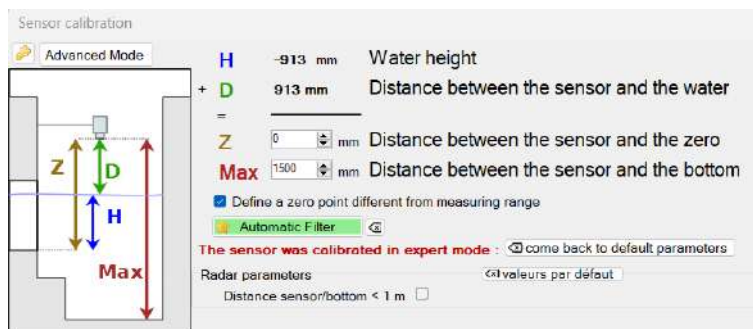 Sensor calibration
Advanced Mode
H -913 mm Water height
+ D 913 mm Distance between the sensor and the water
=
Z 0 mm Distance between the sensor and the zero
Max 1500 mm Distance between the sensor and the bottom
Define a zero point different from measuring range
Automatic Filter
The sensor was calibrated in expert mode : come back to default parameters
Radar parameters valeurs par défaut
Distance sensor/bottom < 1 m
Z
D
H
Max